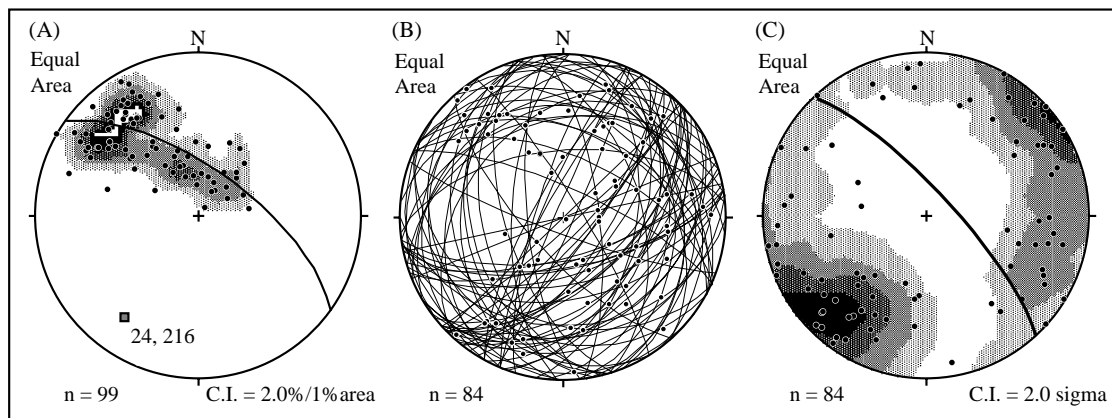 (A)
N
Equal
Area
24, 216
n = 99
C.I. = 2.0%/1% area
(B)
N
Equal
Area
n = 84
(C)
N
Equal
Area
n = 84
C.I. = 2.0 sigma